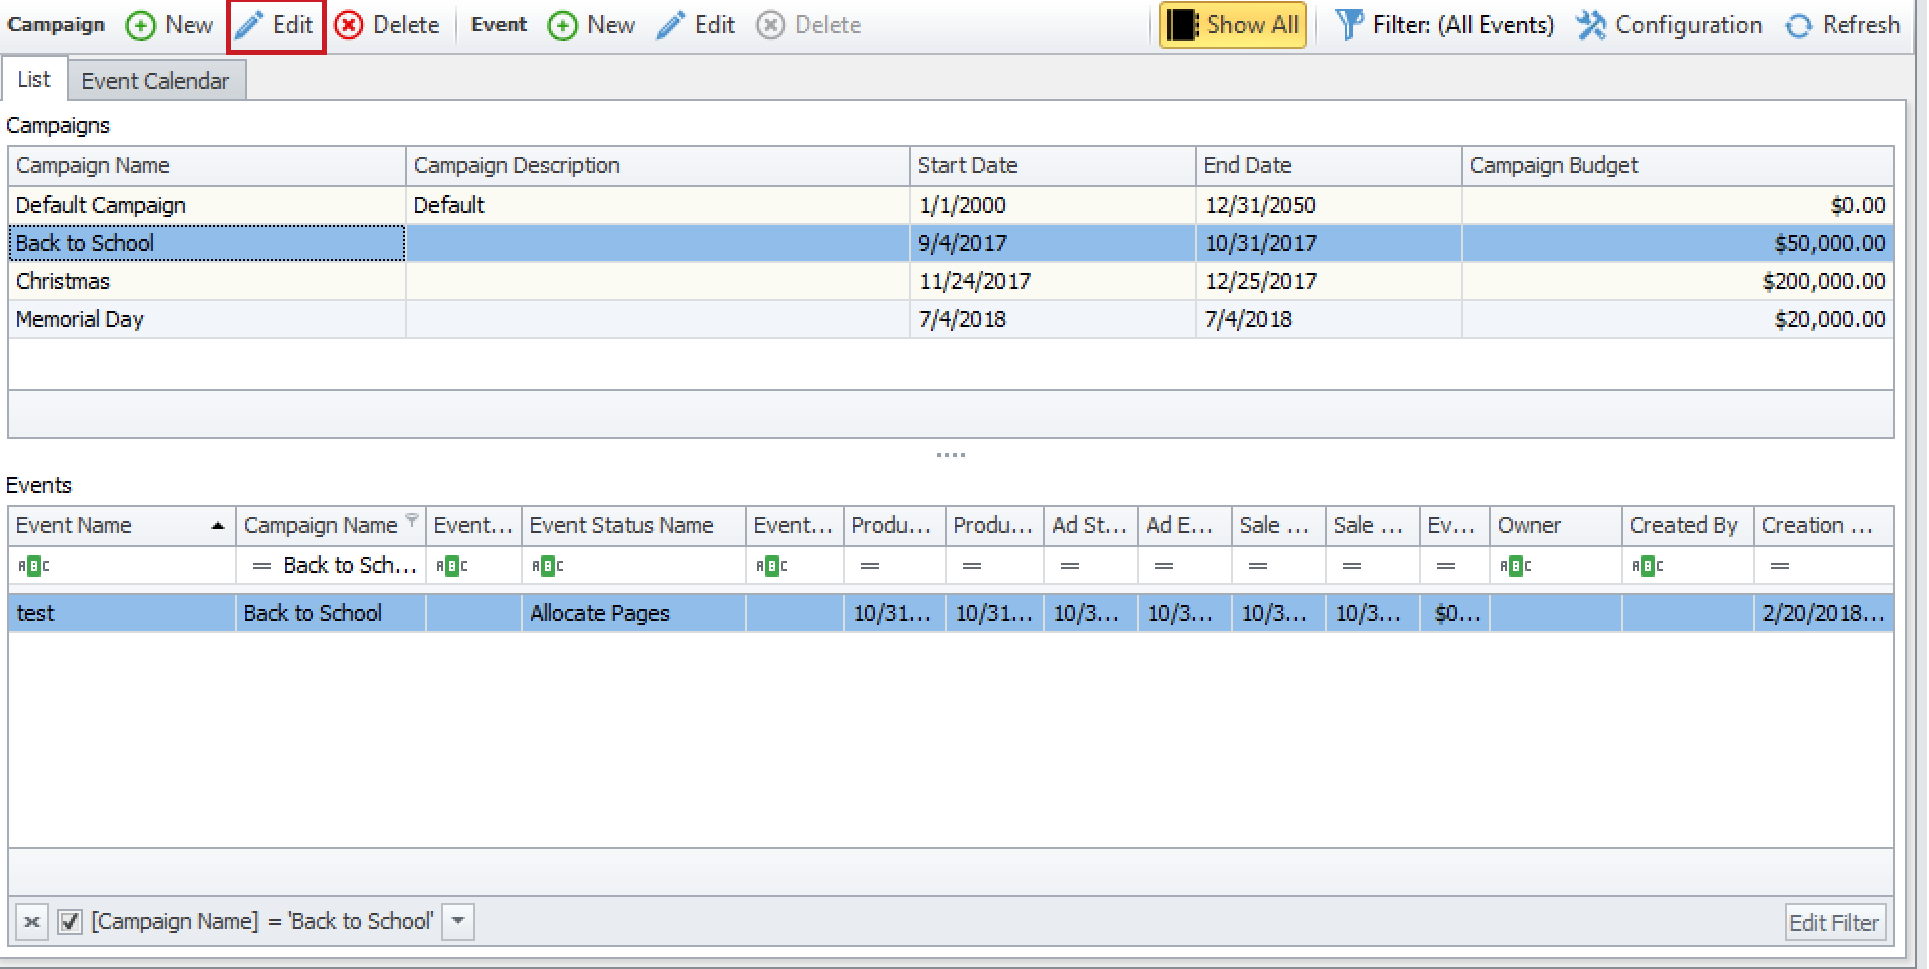 Campaign New Edit Delete Event New Edit Delete Show All Filter: (All Events) Configuration Refresh
List Event Calendar
Campaigns
Campaign Name Campaign Description Start Date End Date Campaign Budget
Default Campaign Default 1/1/2000 12/31/2050 $0.00
Back to School 9/4/2017 10/31/2017 $50,000.00
Christmas 11/24/2017 12/25/2017 $200,000.00
Memorial Day 7/4/2018 7/4/2018 $20,000.00
Events
Event Name Campaign Name Event... Event Status Name Event... Produ... Produ... Ad St... Ad E... Sale ... Sale ... Ev... Owner Created By Creation ...
ABC = Back to Sch... ABC ABC ABC = = = = = = = ABC ABC =
test Back to School Allocate Pages 10/31... 10/31... 10/3... 10/3... 10/3... 10/3... $0... 2/20/2018...
[Campaign Name] = 'Back to School' Edit Filter